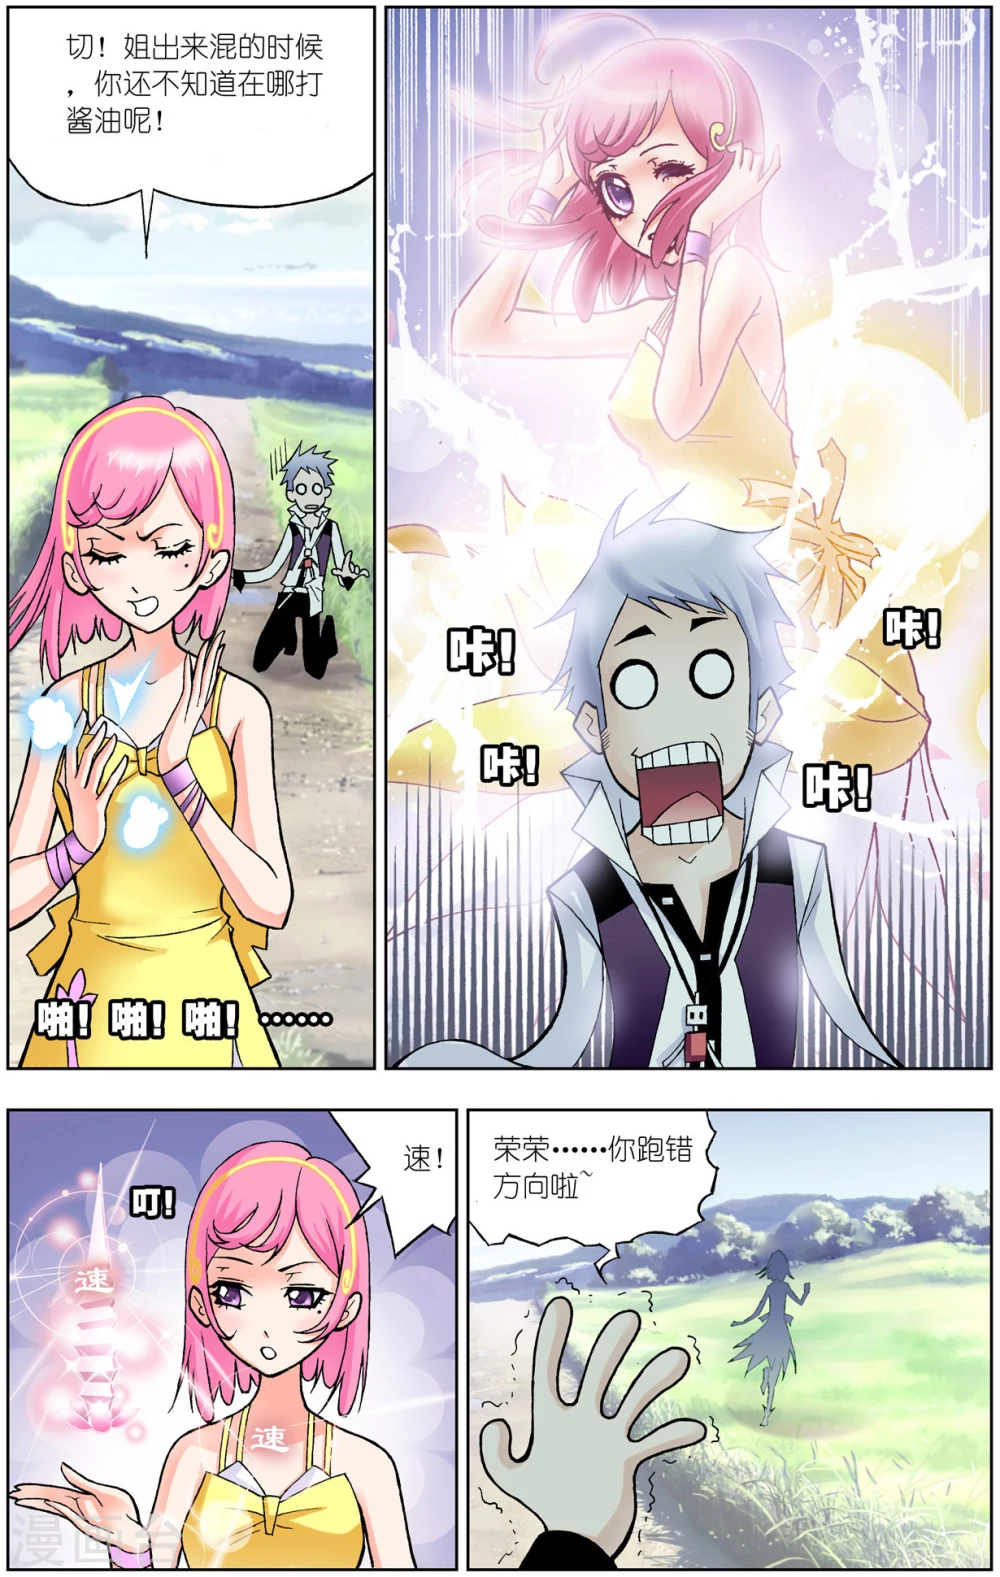 切！姐出来混的时候
，你还不知道在哪打
酱油呢！
啪！啪！啪！……
咔！
咔！
咔！
咔！
叮！
速！
速
速
荣荣……你跑错
方向啦~
漫画台